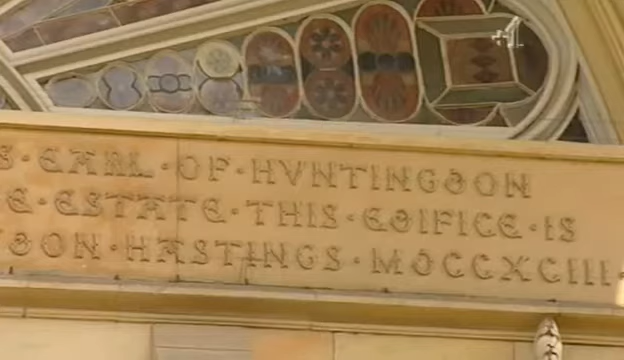 S · EARL · OF · HVNTINGDON
E · ESTATE · THIS · EDIFICE · IS
DON · HASTINGS · MDCCXCIII ·